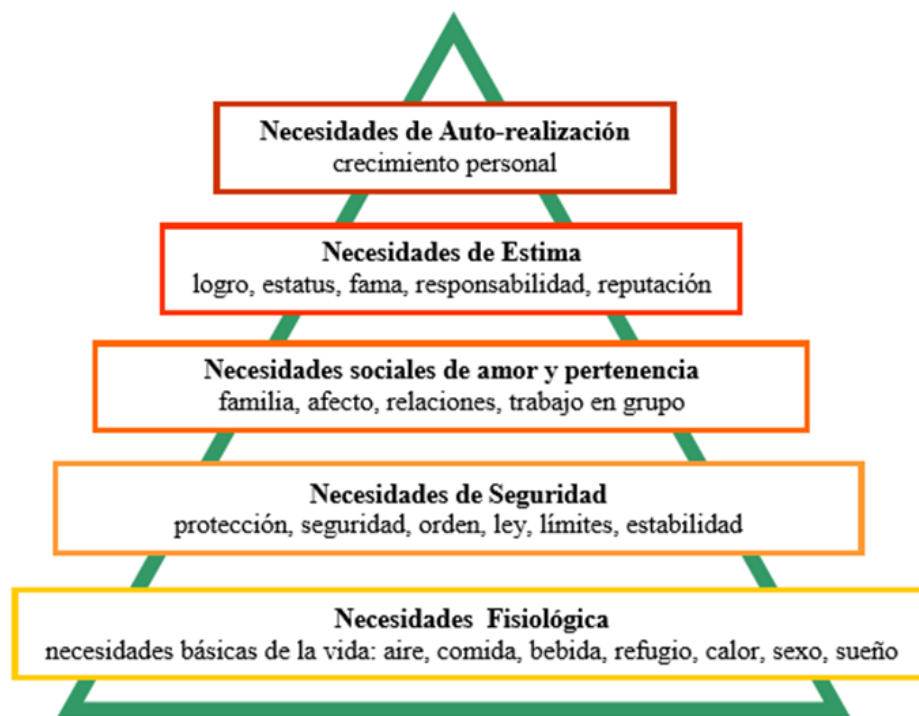 Necesidades de Auto-realización
crecimiento personal
Necesidades de Estima
logro, estatus, fama, responsabilidad, reputación
Necesidades sociales de amor y pertenencia
familia, afecto, relaciones, trabajo en grupo
Necesidades de Seguridad
protección, seguridad, orden, ley, límites, estabilidad
Necesidades Fisiológica
necesidades básicas de la vida: aire, comida, bebida, refugio, calor, sexo, sueño